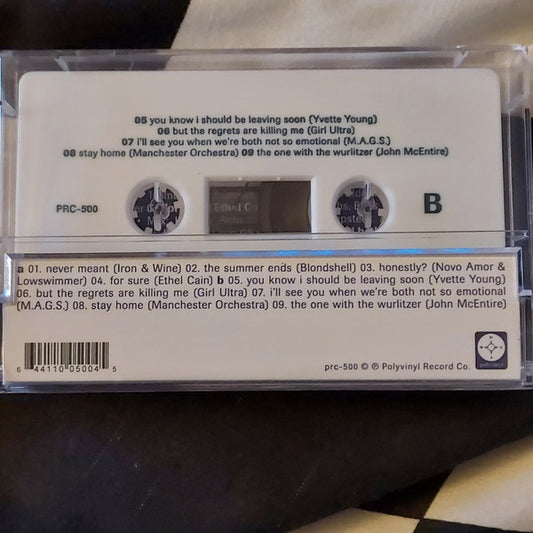 05 you know i should be leaving soon (Yvette Young)
06 but the regrets are killing me (Girl Ultra)
07 i'll see you when we're both not so emotional (M.A.G.S.)
08 stay home (Manchester Orchestra) 09 the one with the wurlitzer (John McEntire)
PRC-500
(Ethel Ca
B
a 01. never meant (Iron & Wine) 02. the summer ends (Blondshell) 03. honestly? (Novo Amor &
Lowswimmer) 04. for sure (Ethel Cain) b 05. you know i should be leaving soon (Yvette Young)
06. but the regrets are killing me (Girl Ultra) 07. i'll see you when we're both not so emotional
(M.A.G.S.) 08. stay home (Manchester Orchestra) 09. the one with the wurlitzer (John McEntire)
6 44110 05004 5
prc-500 © ℗ Polyvinyl Record Co.